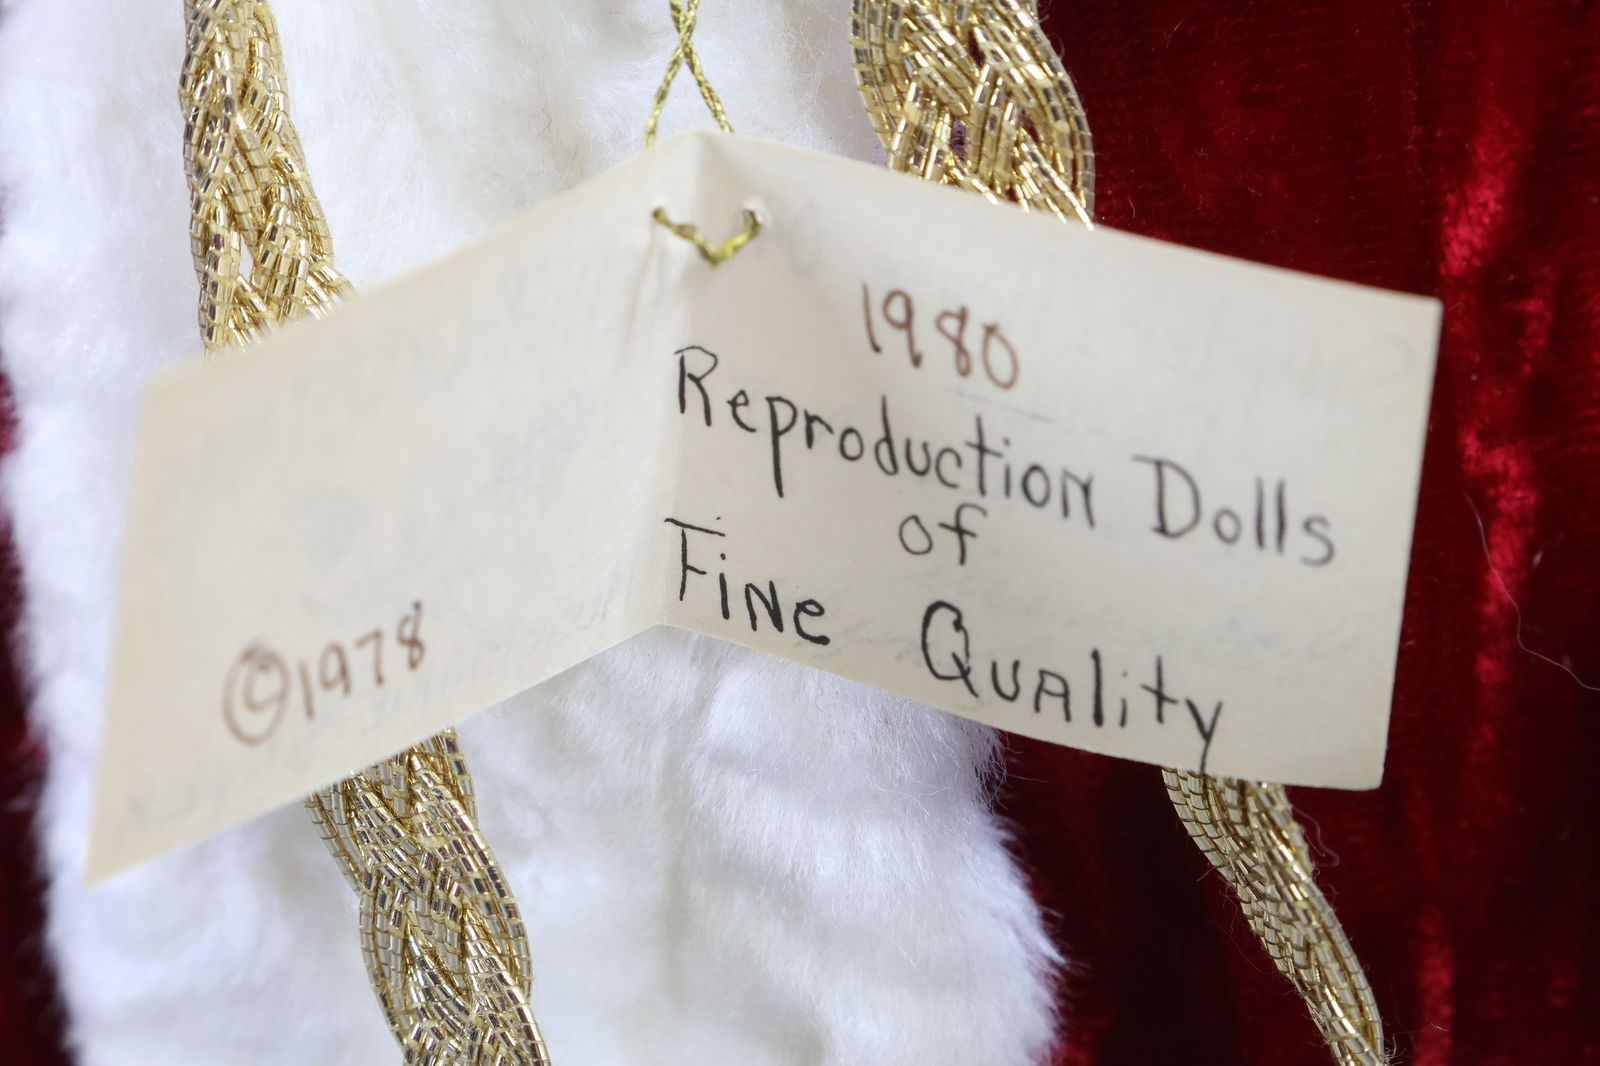 ©1978
1980
Reproduction Dolls
of
Fine Quality